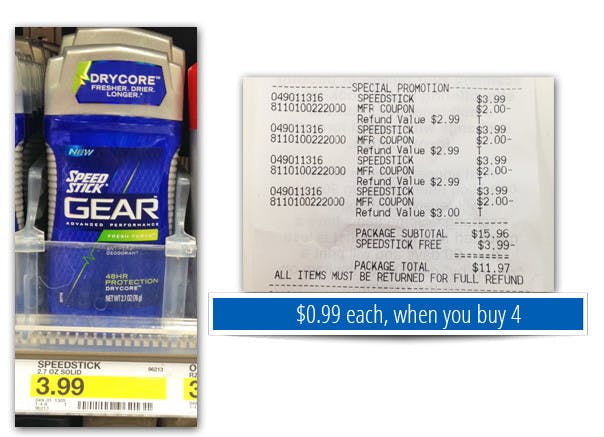 DRYCORE™
FRESHER. DRIER.
LONGER.*
NEW
SPEED
STICK®
GEAR
ADVANCED PERFORMANCE
FRESH FORCE
DEODORANT
48HR
PROTECTION
DRYCORE™
NET WT 2.7 OZ (76 g)
SPEEDSTICK
2.7 OZ SOLID
96213
3.99
SPECIAL PROMOTION
049011316 SPEEDSTICK $3.99
8110100222000 MFR COUPON $2.00-
Refund Value $2.99 T
049011316 SPEEDSTICK $3.99
8110100222000 MFR COUPON $2.00-
Refund Value $2.99 T
049011316 SPEEDSTICK $3.99
8110100222000 MFR COUPON $2.00-
Refund Value $2.99 T
049011316 SPEEDSTICK $3.99
8110100222000 MFR COUPON $2.00-
Refund Value $3.00 T
PACKAGE SUBTOTAL $15.96
SPEEDSTICK FREE $3.99-
PACKAGE TOTAL $11.97
ALL ITEMS MUST BE RETURNED FOR FULL REFUND
$0.99 each, when you buy 4